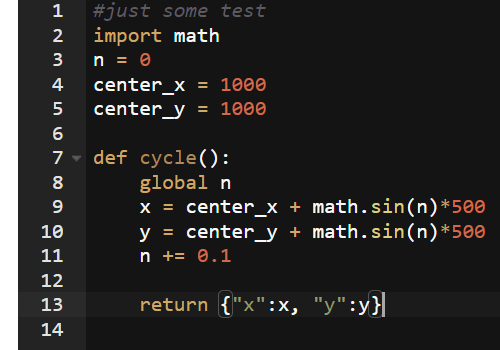 1 #just some test
2 import math
3 n = 0
4 center_x = 1000
5 center_y = 1000
6
7 def cycle():
8     global n
9     x = center_x + math.sin(n)*500
10     y = center_y + math.sin(n)*500
11     n += 0.1
12
13     return {"x":x, "y":y}
14